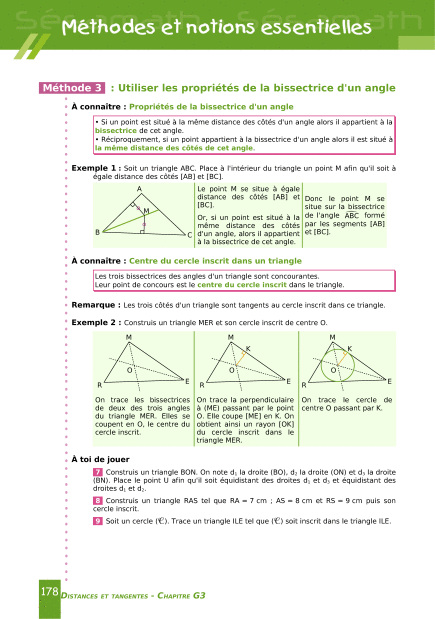 Sésamath Sésamath
Méthodes et notions essentielles
Méthode 3 : Utiliser les propriétés de la bissectrice d'un angle
À connaître : Propriétés de la bissectrice d'un angle
• Si un point est situé à la même distance des côtés d'un angle alors il appartient à la
bissectrice de cet angle.
• Réciproquement, si un point appartient à la bissectrice d'un angle alors il est situé à
la même distance des côtés de cet angle.
Exemple 1 : Soit un triangle ABC. Place à l'intérieur du triangle un point M afin qu'il soit à
égale distance des côtés [AB] et [BC].
A
M
B
C
Le point M se situe à égale
distance des côtés [AB] et
[BC].
Or, si un point est situé à la
même distance des côtés
d'un angle, alors il appartient
à la bissectrice de cet angle.
Donc le point M se
situe sur la bissectrice
de l'angle ABC formé
par les segments [AB]
et [BC].
À connaître : Centre du cercle inscrit dans un triangle
Les trois bissectrices des angles d'un triangle sont concourantes.
Leur point de concours est le centre du cercle inscrit dans le triangle.
Remarque : Les trois côtés d'un triangle sont tangents au cercle inscrit dans ce triangle.
Exemple 2 : Construis un triangle MER et son cercle inscrit de centre O.
M
O
R
E
M
K
O
R
E
M
K
O
R
E
On trace les bissectrices
de deux des trois angles
du triangle MER. Elles se
coupent en O, le centre du
cercle inscrit.
On trace la perpendiculaire
à (ME) passant par le point
O. Elle coupe [ME] en K. On
obtient ainsi un rayon [OK]
du cercle inscrit dans le
triangle MER.
On trace le cercle de
centre O passant par K.
À toi de jouer
7 Construis un triangle BON. On note d₁ la droite (BO), d₂ la droite (ON) et d₃ la droite
(BN). Place le point U afin qu'il soit équidistant des droites d₁ et d₃ et équidistant des
droites d₁ et d₂.
8 Construis un triangle RAS tel que RA = 7 cm ; AS = 8 cm et RS = 9 cm puis son
cercle inscrit.
9 Soit un cercle (𝒞). Trace un triangle ILE tel que (𝒞) soit inscrit dans le triangle ILE.
178 DISTANCES ET TANGENTES – CHAPITRE G3